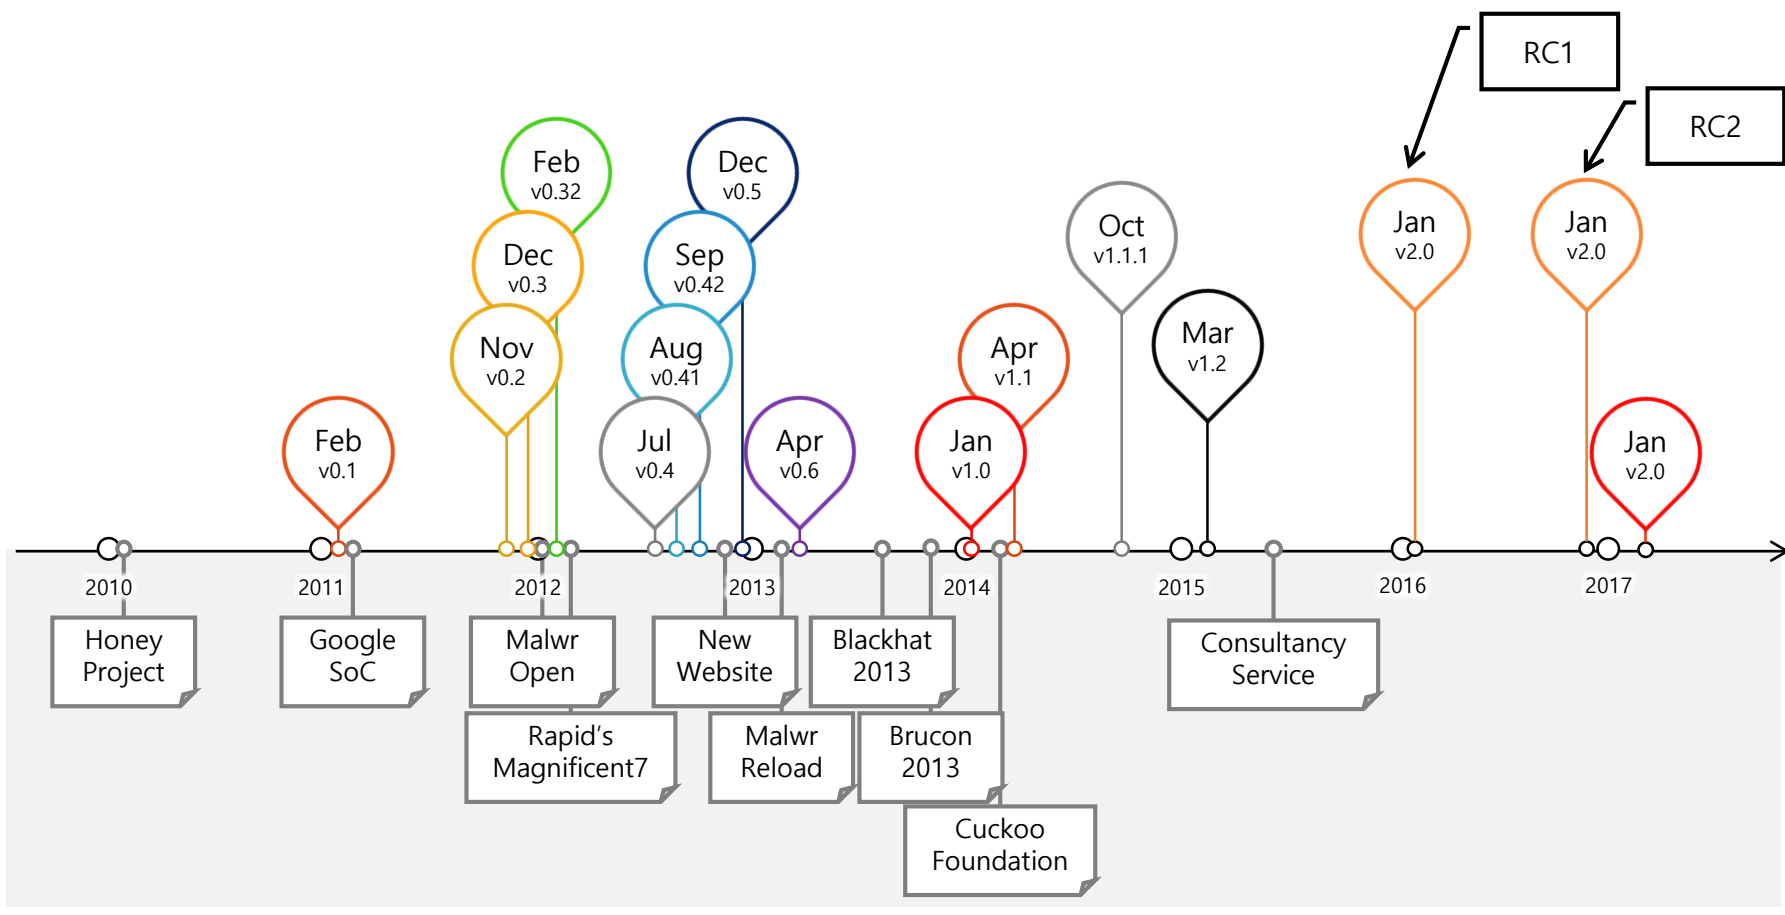 RC1
RC2
Feb
v0.32
Dec
v0.5
Oct
v1.1.1
Jan
v2.0
Jan
v2.0
Dec
v0.3
Sep
v0.42
Nov
v0.2
Aug
v0.41
Apr
v1.1
Mar
v1.2
Feb
v0.1
Jul
v0.4
Apr
v0.6
Jan
v1.0
Jan
v2.0
2010
2011
2012
2013
2014
2015
2016
2017
Honey
Project
Google
SoC
Malwr
Open
New
Website
Blackhat
2013
Consultancy
Service
Rapid's
Magnificent7
Malwr
Reload
Brucon
2013
Cuckoo
Foundation